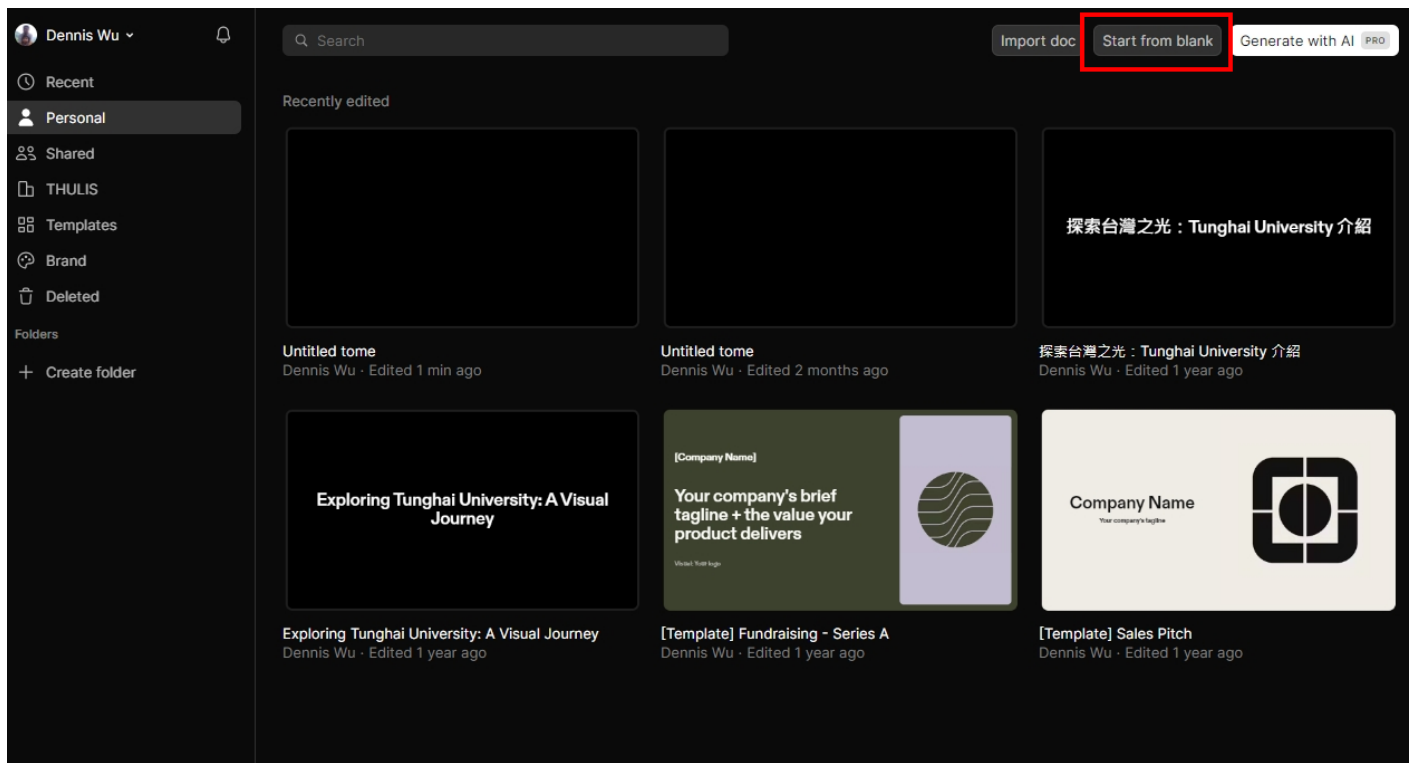 Dennis Wu
Search
Import doc
Start from blank
Generate with AI PRO
Recent
Personal
Shared
THULIS
Templates
Brand
Deleted
Folders
Create folder
Recently edited
探索台灣之光：Tunghai University 介紹
Untitled tome
Dennis Wu · Edited 1 min ago
Untitled tome
Dennis Wu · Edited 2 months ago
探索台灣之光：Tunghai University 介紹
Dennis Wu · Edited 1 year ago
Exploring Tunghai University: A Visual
Journey
[Company Name]
Your company's brief
tagline + the value your
product delivers
Company Name
Your company's tagline
Exploring Tunghai University: A Visual Journey
Dennis Wu · Edited 1 year ago
[Template] Fundraising - Series A
Dennis Wu · Edited 1 year ago
[Template] Sales Pitch
Dennis Wu · Edited 1 year ago